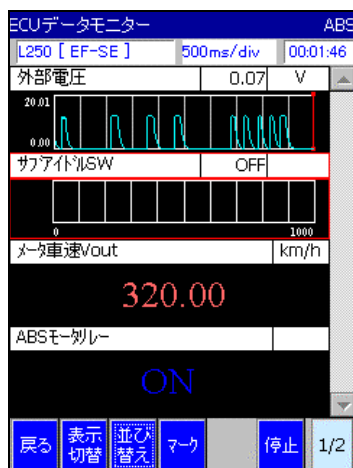 ECUデータモニター ABS
L250 [ EF-SE ] 500ms/div 00:01:46
外部電圧 0.07 V
20.01
0.00
サブアイドルSW OFF
0 1000
メータ車速Vout km/h
320.00
ABSモータリレー
ON
戻る 表示切替 並び替え マーク 停止 1/2